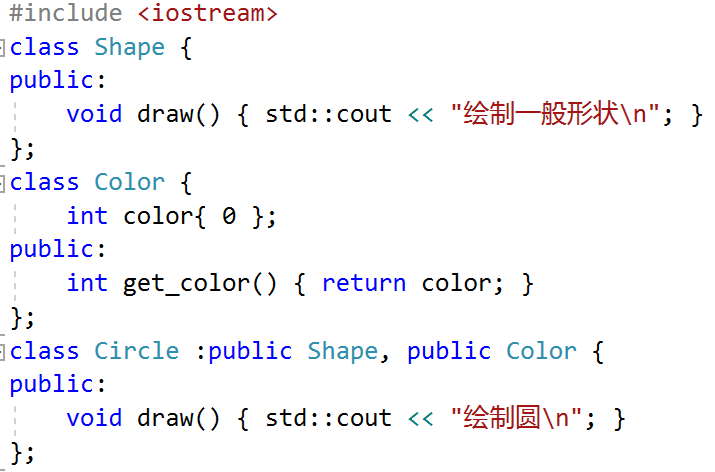 #include <iostream>
class Shape {
public:
    void draw() { std::cout << "绘制一般形状\n"; }
};
class Color {
    int color{ 0 };
public:
    int get_color() { return color; }
};
class Circle :public Shape, public Color {
public:
    void draw() { std::cout << "绘制圆\n"; }
};